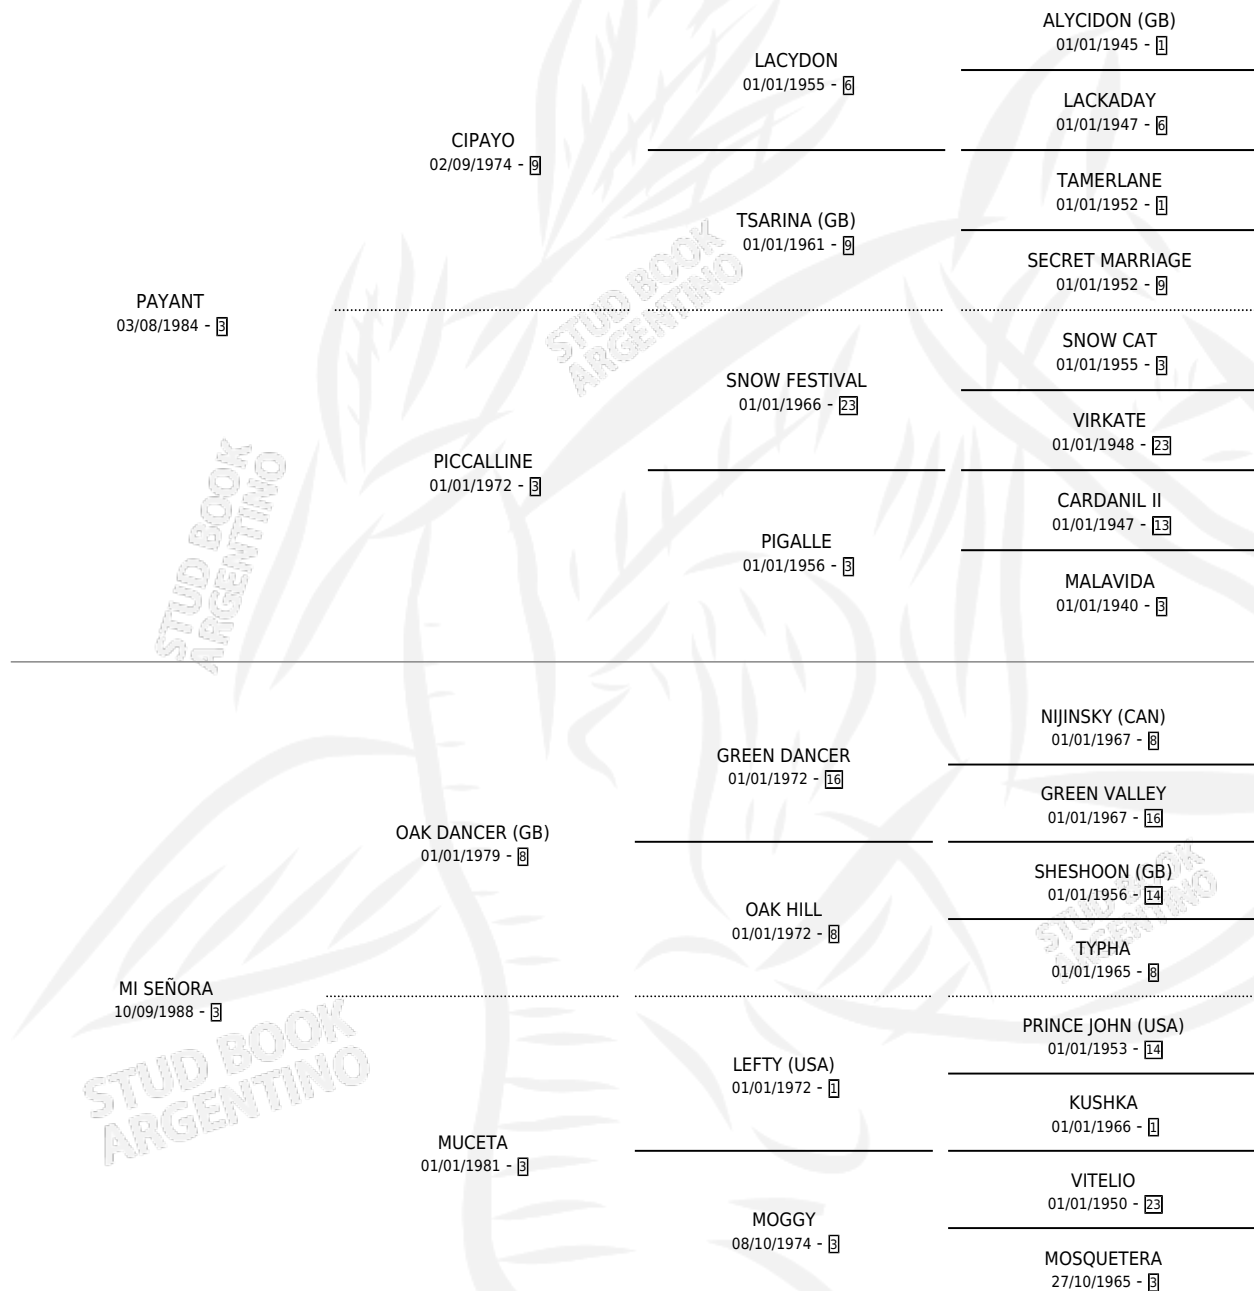 ALYCIDON (GB)
01/01/1945 - 1
LACYDON
01/01/1955 - 6
LACKADAY
01/01/1947 - 6
CIPAYO
02/09/1974 - 9
TAMERLANE
01/01/1952 - 1
TSARINA (GB)
01/01/1961 - 9
SECRET MARRIAGE
01/01/1952 - 9
PAYANT
03/08/1984 - 3
SNOW CAT
01/01/1955 - 3
SNOW FESTIVAL
01/01/1966 - 23
VIRKATE
01/01/1948 - 23
PICCALLINE
01/01/1972 - 3
CARDANIL II
01/01/1947 - 13
PIGALLE
01/01/1956 - 3
MALAVIDA
01/01/1940 - 3
NIJINSKY (CAN)
01/01/1967 - 8
GREEN DANCER
01/01/1972 - 16
GREEN VALLEY
01/01/1967 - 16
OAK DANCER (GB)
01/01/1979 - 8
SHESHOON (GB)
01/01/1956 - 14
OAK HILL
01/01/1972 - 8
TYPHA
01/01/1965 - 8
MI SEÑORA
10/09/1988 - 3
PRINCE JOHN (USA)
01/01/1953 - 14
LEFTY (USA)
01/01/1972 - 1
KUSHKA
01/01/1966 - 1
MUCETA
01/01/1981 - 3
VITELIO
01/01/1950 - 23
MOGGY
08/10/1974 - 3
MOSQUETERA
27/10/1965 - 3
STUD BOOK
ARGENTINO
STUD BOOK
ARGENTINO
STUD BOOK
ARGENTINO
STUD BOOK
ARGENTINO